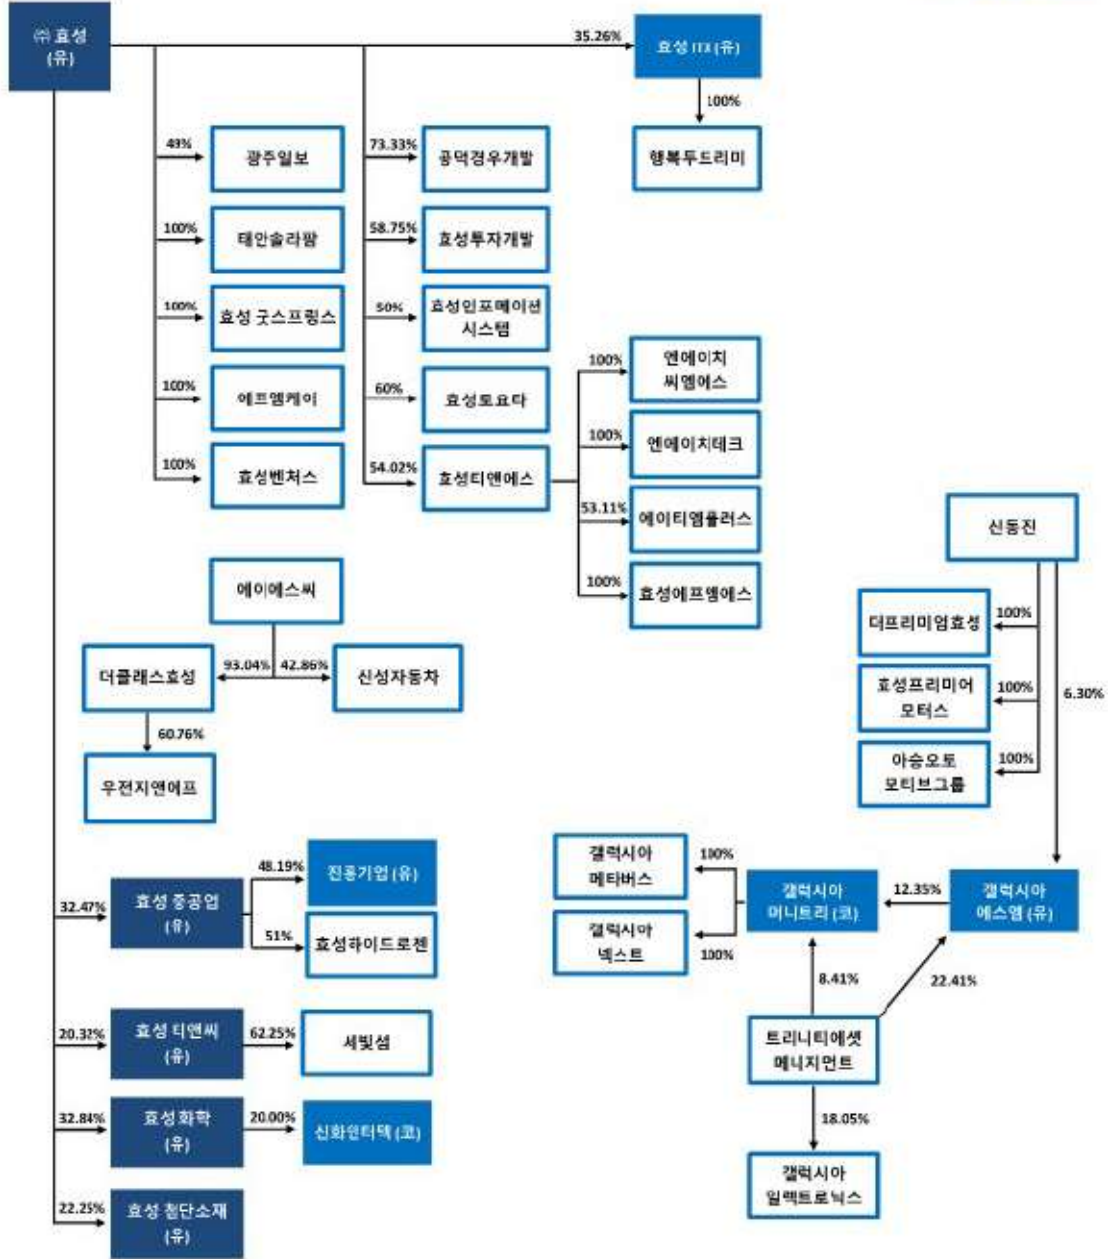 ㈜ 효성
(유)
35.26%
효성 ITX (유)
100%
행복두드리미
49%
광주일보
73.33%
공덕경우개발
100%
태안솔라팜
58.75%
효성투자개발
100%
효성 굿스프링스
50%
효성인포메이션
시스템
100%
에프엠케이
60%
효성토요타
100%
효성벤처스
54.02%
효성티앤에스
100%
엔에이치
씨엠에스
100%
엔에이치테크
53.11%
에이티엠플러스
100%
효성에프엠에스
신동진
100%
더프리미엄효성
100%
효성프리미어
모터스
100%
아승오토
모티브그룹
6.30%
에이에스씨
93.04%
42.86%
더클래스효성
신성자동차
60.76%
우전지앤에프
32.47%
효성 중공업
(유)
48.19%
진흥기업 (유)
51%
효성하이드로젠
20.32%
효성 티앤씨
(유)
62.25%
세빛섬
32.84%
효성 화학
(유)
20.00%
신화인터텍 (코)
22.25%
효성 첨단소재
(유)
갤럭시아
메타버스
100%
갤럭시아
넥스트
100%
갤럭시아
머니트리 (코)
12.35%
갤럭시아
에스엠 (유)
8.41%
22.41%
트리니티에셋
메니지먼트
18.05%
갤럭시아
일렉트로닉스